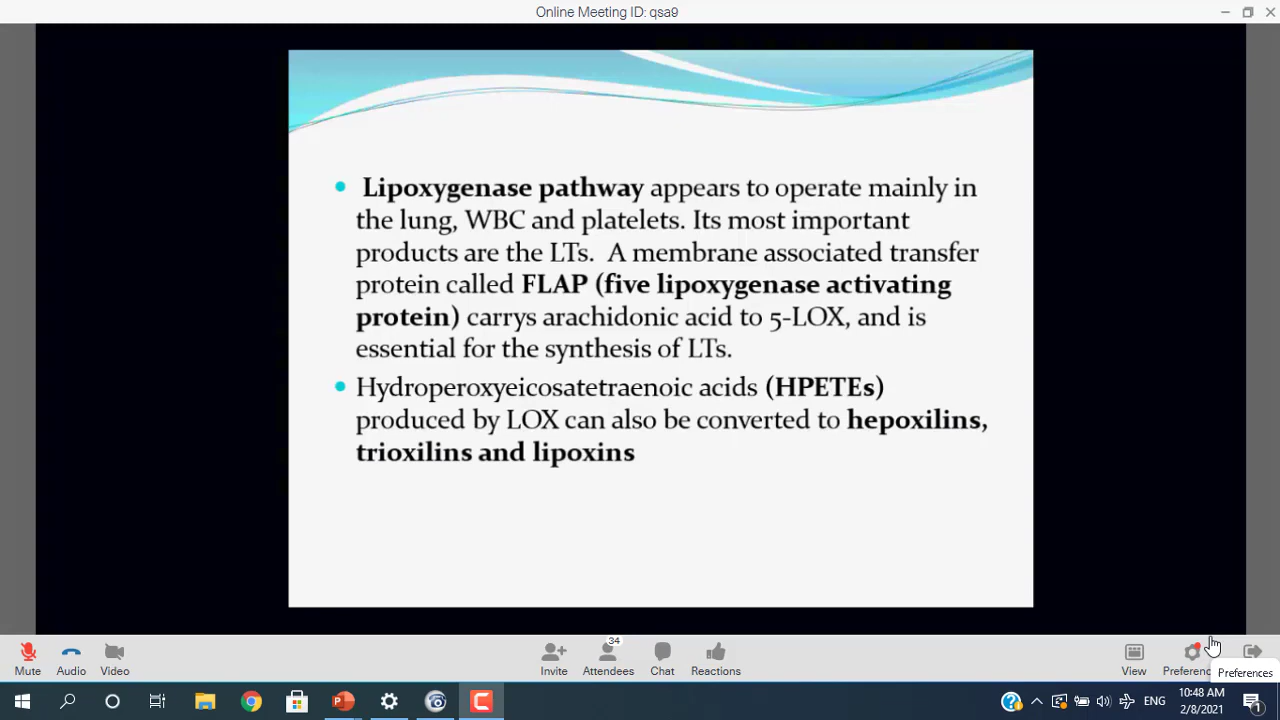 Online Meeting ID: qsa9
Lipoxygenase pathway appears to operate mainly in
the lung, WBC and platelets. Its most important
products are the LTs. A membrane associated transfer
protein called FLAP (five lipoxygenase activating
protein) carrys arachidonic acid to 5-LOX, and is
essential for the synthesis of LTs.
Hydroperoxyeicosatetraenoic acids (HPETEs)
produced by LOX can also be converted to hepoxilins,
trioxilins and lipoxins
34
Mute Audio Video Invite Attendees Chat Reactions View Preferenc
Preferences
ENG 10:48 AM
2/8/2021 1